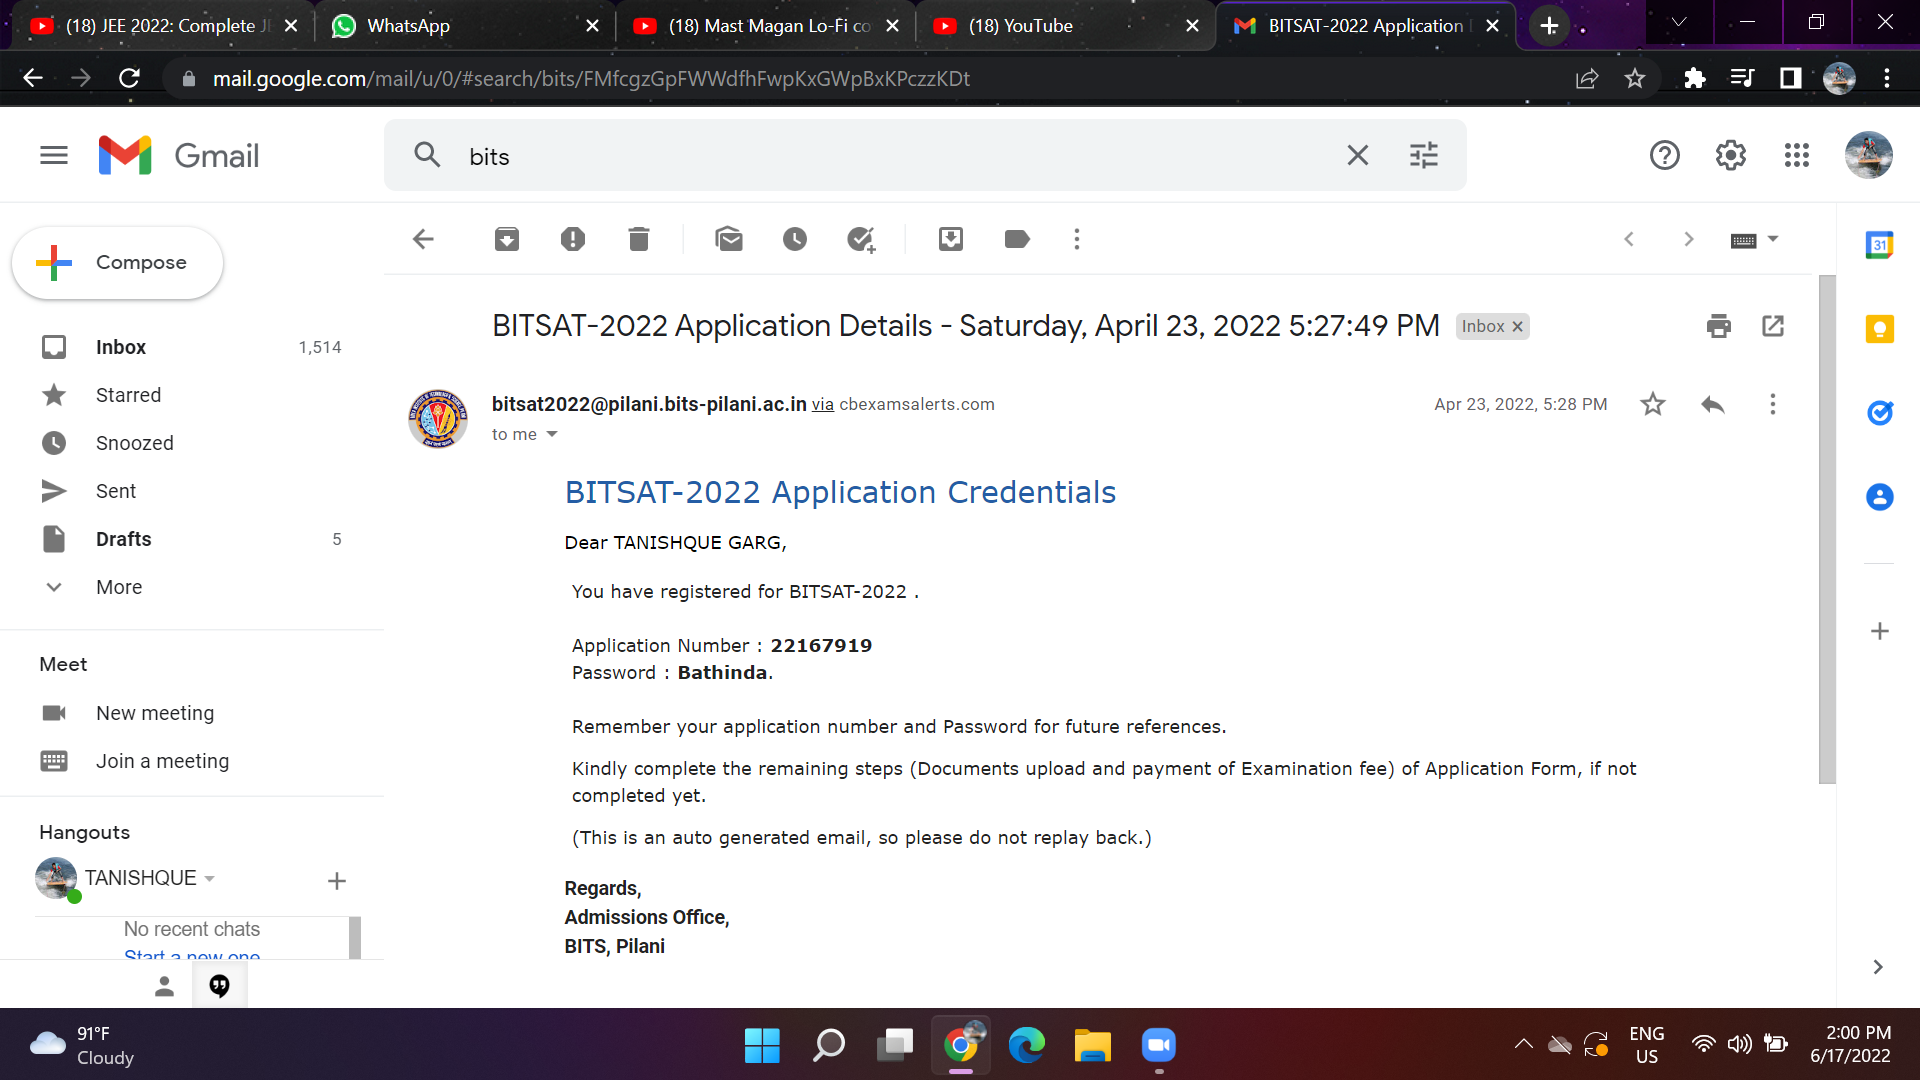 (18) JEE 2022: Complete JE
WhatsApp
(18) Mast Magan Lo-Fi co
(18) YouTube
BITSAT-2022 Application
mail.google.com/mail/u/0/#search/bits/FMfcgzGpFWWdfhFwpKxGWpBxKPczzKDt
Gmail
bits
Compose
31
BITSAT-2022 Application Details - Saturday, April 23, 2022 5:27:49 PM
Inbox
Inbox 1,514
Starred
bitsat2022@pilani.bits-pilani.ac.in via cbexamsalerts.com
Apr 23, 2022, 5:28 PM
to me
Snoozed
Sent
Drafts 5
More
BITSAT-2022 Application Credentials
Dear TANISHQUE GARG,
You have registered for BITSAT-2022 .
Application Number : 22167919
Password : Bathinda.
Remember your application number and Password for future references.
Kindly complete the remaining steps (Documents upload and payment of Examination fee) of Application Form, if not
completed yet.
(This is an auto generated email, so please do not replay back.)
Regards,
Admissions Office,
BITS, Pilani
Meet
New meeting
Join a meeting
Hangouts
TANISHQUE
No recent chats
Start a new one
91°F
Cloudy
ENG
US
2:00 PM
6/17/2022